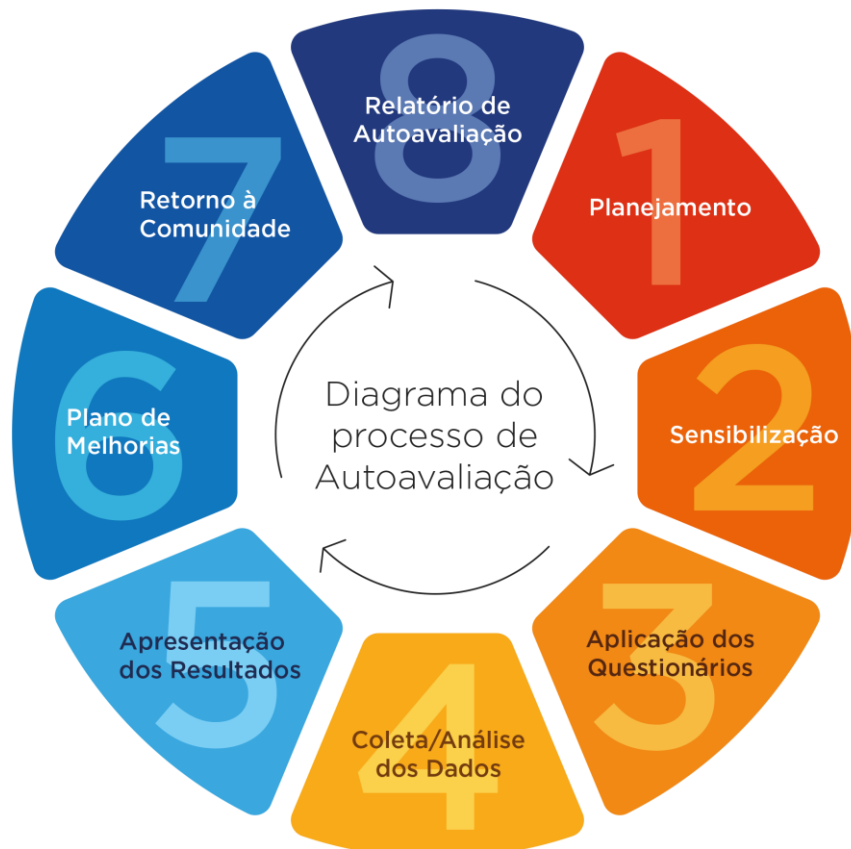 Diagrama do
processo de
Autoavaliação
1
Planejamento
2
Sensibilização
3
Aplicação dos
Questionários
4
Coleta/Análise
dos Dados
5
Apresentação
dos Resultados
6
Plano de
Melhorias
7
Retorno à
Comunidade
8
Relatório de
Autoavaliação